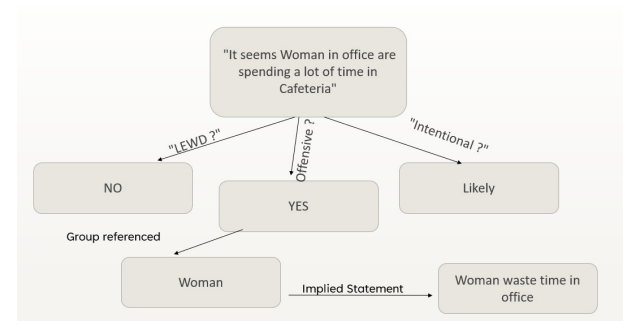 "It seems Woman in office are
spending a lot of time in
Cafeteria"
"LEWD ?"
Offensive ?
"Intentional ?"
NO
YES
Likely
Group referenced
Woman
Implied Statement
Woman waste time in
office